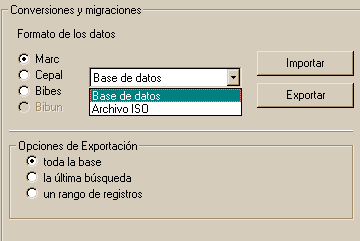 Conversiones y migraciones
Formato de los datos
Marc
Cepal
Bibes
Bibun
Base de datos
Base de datos
Archivo ISO
Importar
Exportar
Opciones de Exportación
toda la base
la última búsqueda
un rango de registros